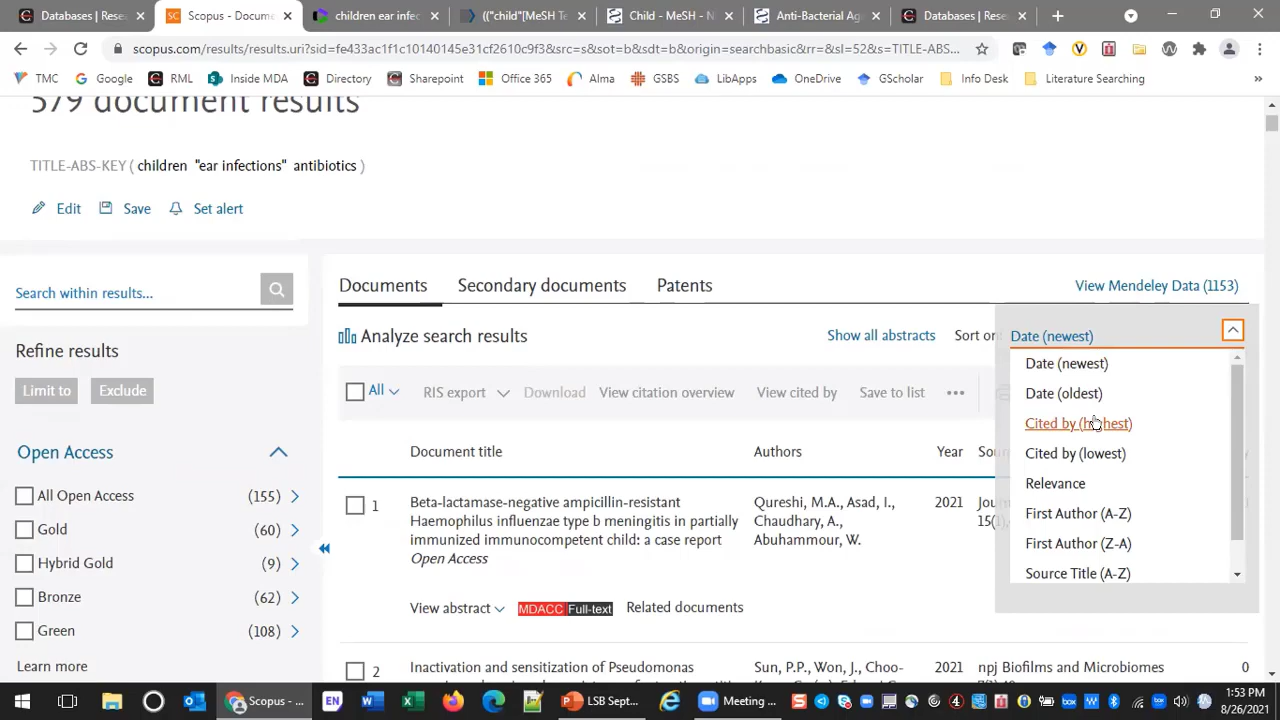 Databases | Rese
Scopus - Docume
children ear infec
(("child"[MeSH Te
Child - MeSH - N
Anti-Bacterial Ag
Databases | Rese
scopus.com/results/results.uri?sid=fe433ac1f1c10140145e31cf2610c9f3&src=s&sot=b&sdt=b&origin=searchbasic&rr=&sl=52&s=TITLE-ABS...
TMC
Google
RML
Inside MDA
Directory
Sharepoint
Office 365
Alma
GSBS
LibApps
OneDrive
GScholar
Info Desk
Literature Searching
579 document results
TITLE-ABS-KEY ( children "ear infections" antibiotics )
Edit
Save
Set alert
Search within results...
Documents
Secondary documents
Patents
View Mendeley Data (1153)
Analyze search results
Show all abstracts
Sort on
Date (newest)
Date (newest)
Date (oldest)
Cited by (highest)
Cited by (lowest)
Relevance
First Author (A-Z)
First Author (Z-A)
Source Title (A-Z)
Refine results
Limit to
Exclude
All
RIS export
Download
View citation overview
View cited by
Save to list
Document title
Authors
Year
Open Access
All Open Access (155)
Gold (60)
Hybrid Gold (9)
Bronze (62)
Green (108)
Learn more
1
Beta-lactamase-negative ampicillin-resistant
Haemophilus influenzae type b meningitis in partially
immunized immunocompetent child: a case report
Open Access
Qureshi, M.A., Asad, I.,
Chaudhary, A.,
Abuhammour, W.
2021
15(1),
View abstract
MDACC Full-text
Related documents
2
Inactivation and sensitization of Pseudomonas
Sun, P.P., Won, J., Choo-
2021
npj Biofilms and Microbiomes
0
Scopus - ...
EN
LSB Sept...
Meeting ...
1:53 PM
8/26/2021